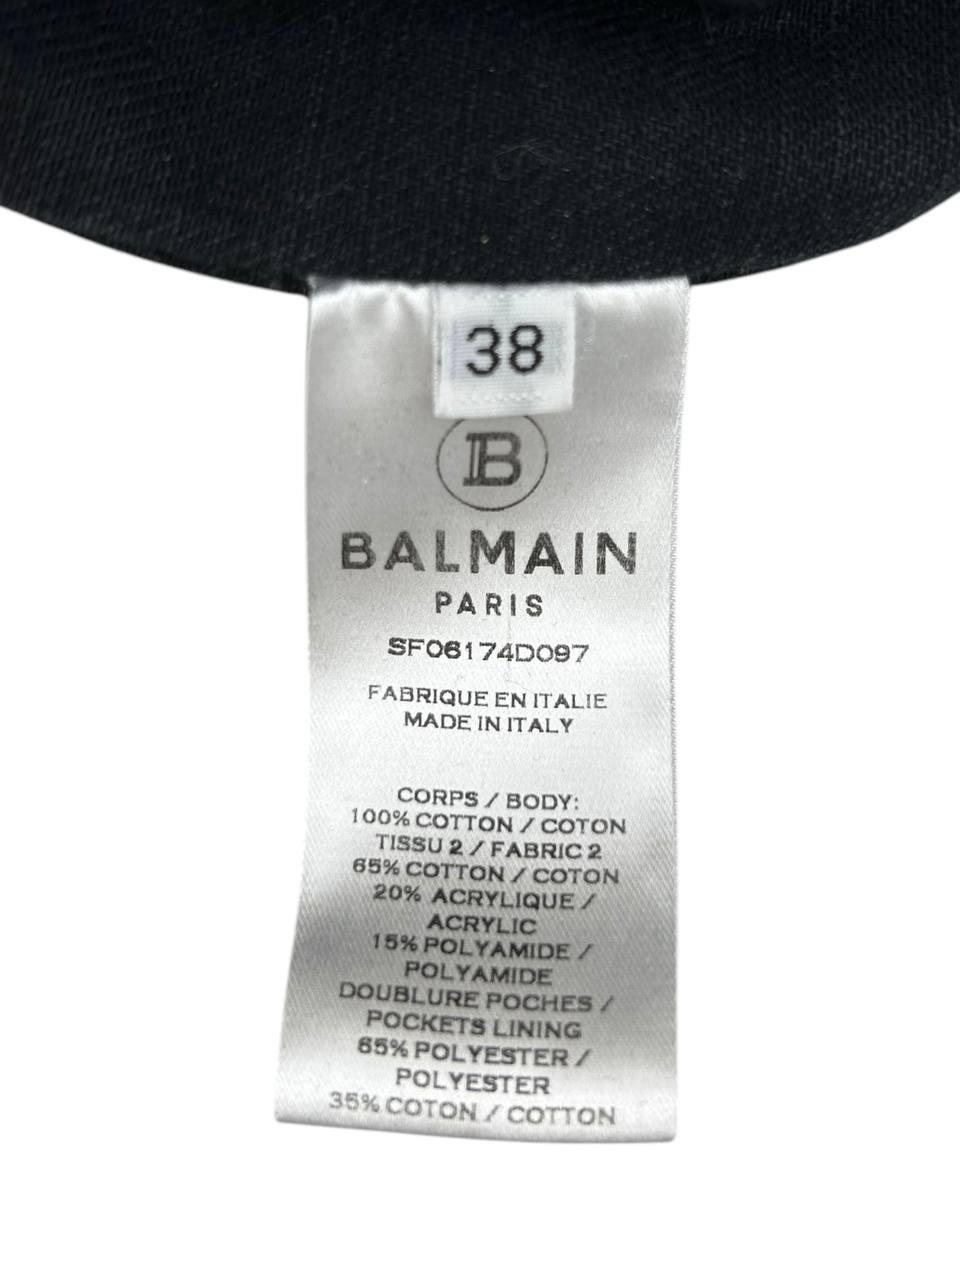 38
B
BALMAIN
PARIS
SF06174D097
FABRIQUE EN ITALIE
MADE IN ITALY
CORPS / BODY:
100% COTTON / COTON
TISSU 2 / FABRIC 2
65% COTTON / COTON
20% ACRYLIQUE /
ACRYLIC
15% POLYAMIDE /
POLYAMIDE
DOUBLURE POCHES /
POCKETS LINING
65% POLYESTER /
POLYESTER
35% COTON / COTTON